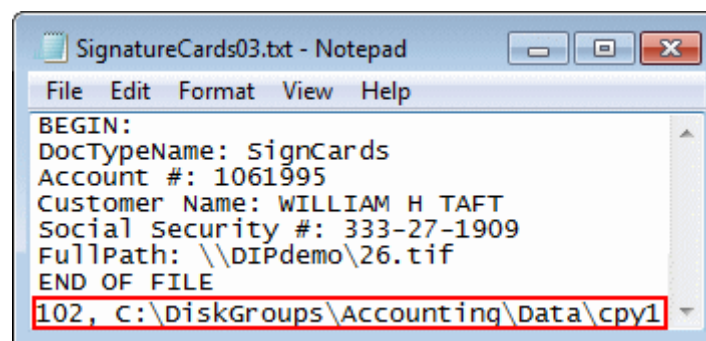 SignatureCards03.txt - Notepad
File Edit Format View Help
BEGIN:
DocTypeName: SignCards
Account #: 1061995
Customer Name: WILLIAM H TAFT
Social Security #: 333-27-1909
FullPath: \\DIPdemo\26.tif
END OF FILE
102, C:\DiskGroups\Accounting\Data\cpy1